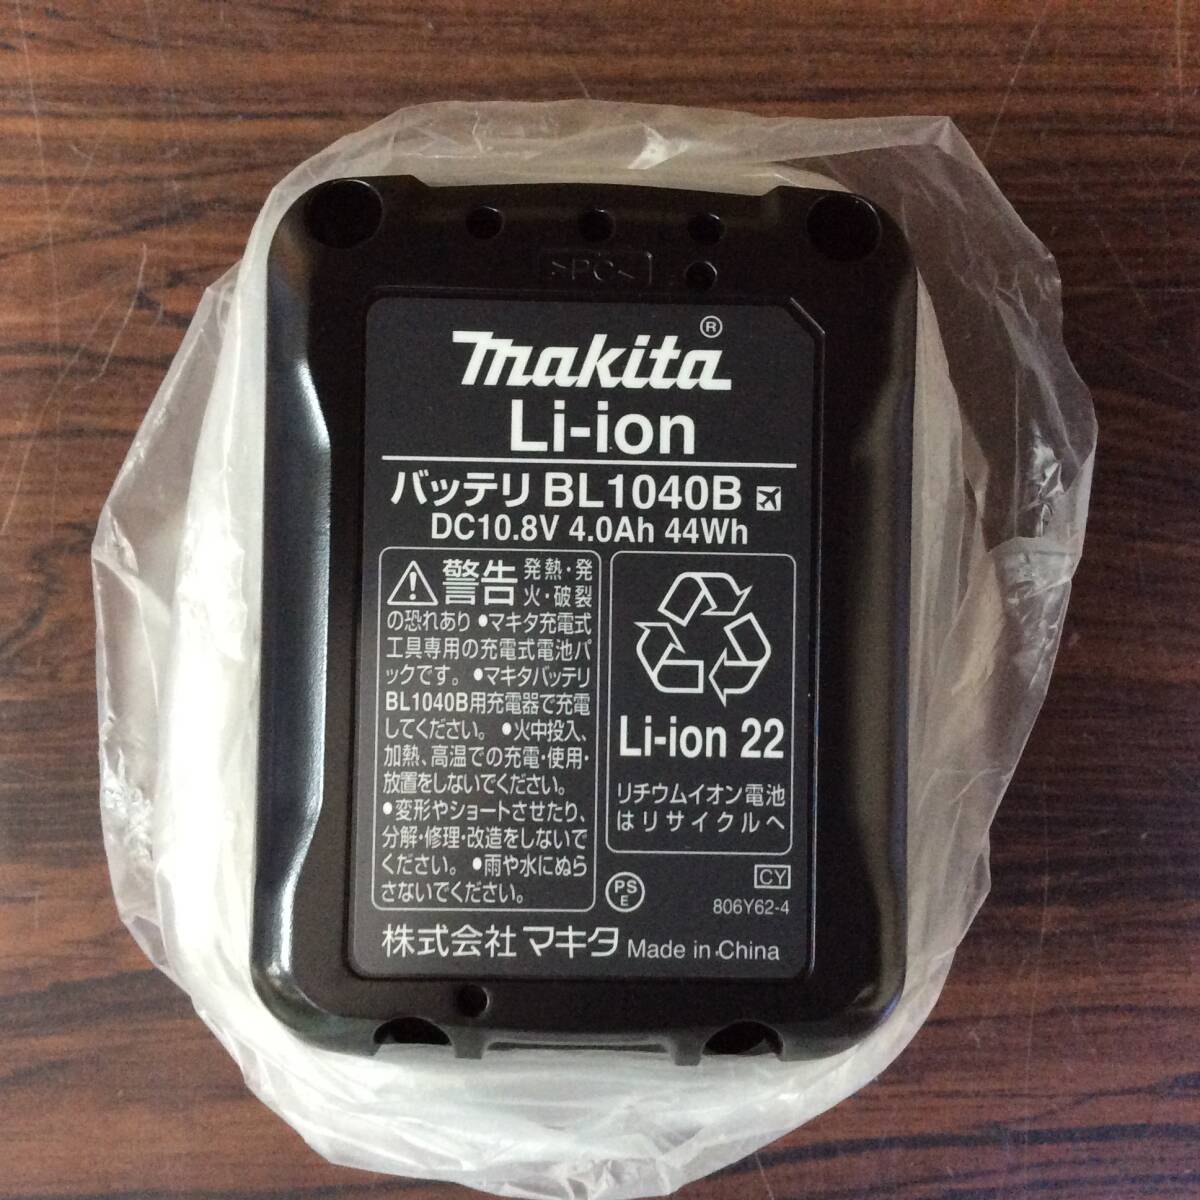 >PC<
makita®
Li-ion
バッテリ BL1040B
DC10.8V 4.0Ah 44Wh
警告 発熱・発
火・破裂
の恐れあり ●マキタ充電式
工具専用の充電式電池パ
ックです。 ●マキタバッテリ
BL1040B用充電器で充電
してください。 ●火中投入、
加熱、高温での充電・使用・
放置をしないでください。
●変形やショートさせたり、
分解・修理・改造をしないで
ください。 ●雨や水にぬら
さないでください。
Li-ion 22
リチウムイオン電池
はリサイクルへ
PS
E
CY
806Y62-4
株式会社マキタ Made in China